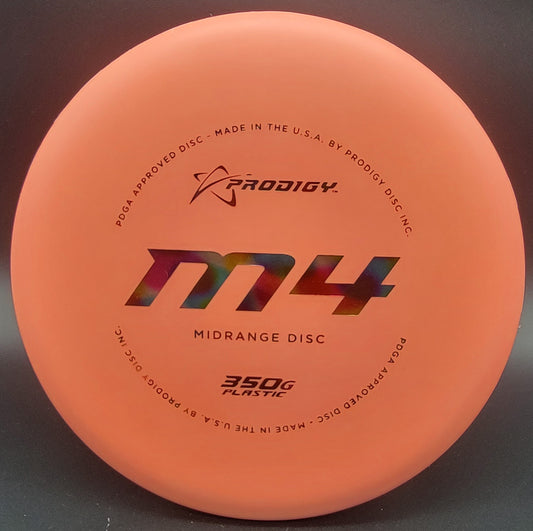 PDGA APPROVED DISC - MADE IN THE U.S.A. BY PRODIGY DISC INC.
PRODIGY™
M4
MIDRANGE DISC
350G
PLASTIC
PDGA APPROVED DISC - MADE IN THE U.S.A. BY PRODIGY DISC INC.